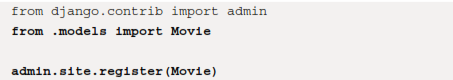 from django.contrib import admin
from .models import Movie
admin.site.register(Movie)